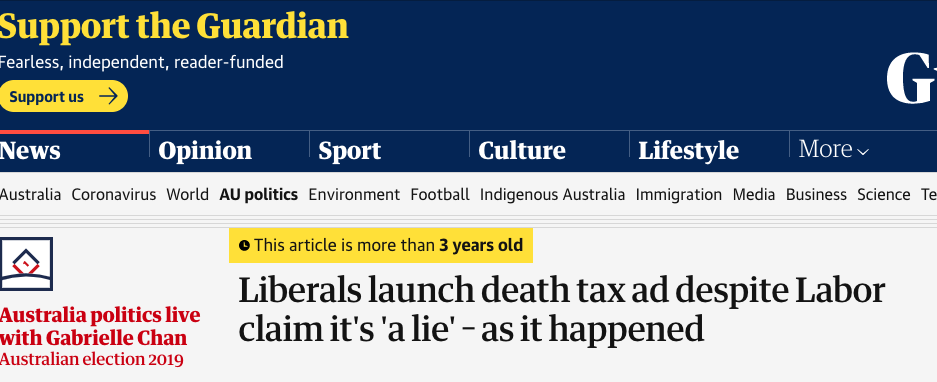 Support the Guardian
Fearless, independent, reader-funded
Support us
News Opinion Sport Culture Lifestyle More
Australia Coronavirus World AU politics Environment Football Indigenous Australia Immigration Media Business Science
This article is more than 3 years old
Australia politics live
with Gabrielle Chan
Australian election 2019
Liberals launch death tax ad despite Labor
claim it's 'a lie' – as it happened